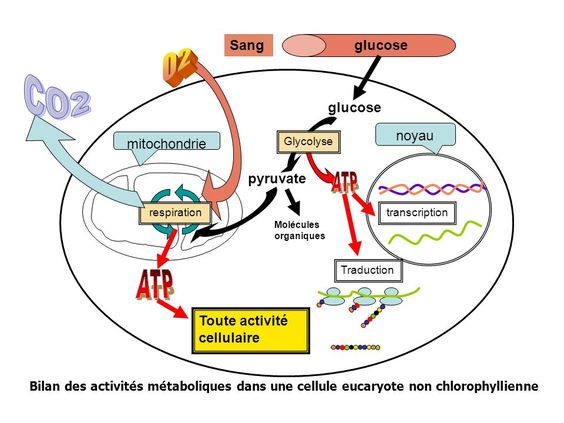 Sang
glucose
O2
CO2
glucose
Glycolyse
noyau
mitochondrie
ATP
pyruvate
respiration
transcription
Molécules
organiques
Traduction
ATP
Toute activité
cellulaire
Bilan des activités métaboliques dans une cellule eucaryote non chlorophyllienne